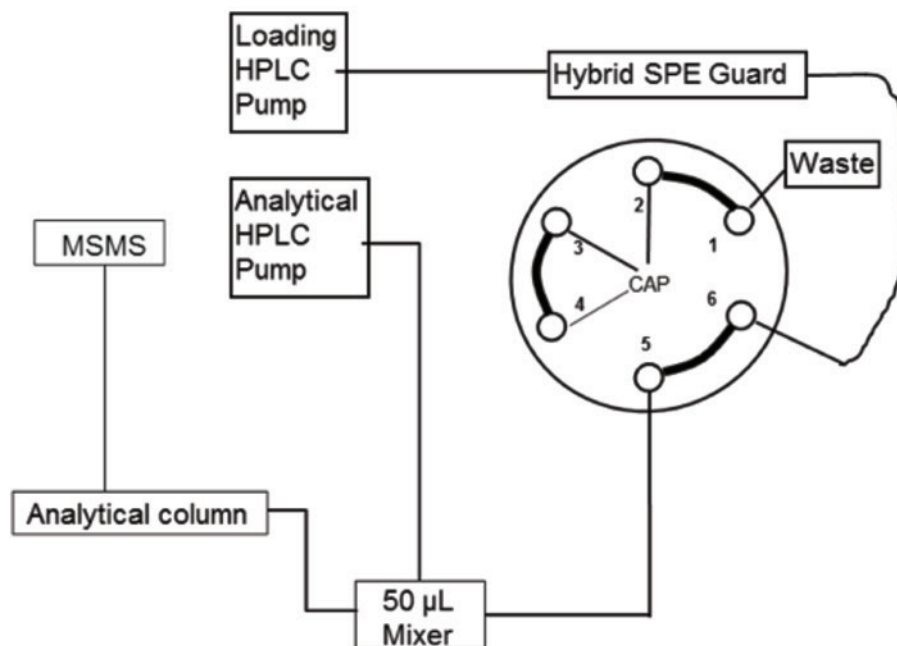 Loading
HPLC
Pump
Hybrid SPE Guard
Waste
Analytical
HPLC
Pump
MSMS
2
1
3
CAP
4
6
5
Analytical column
50 µL
Mixer